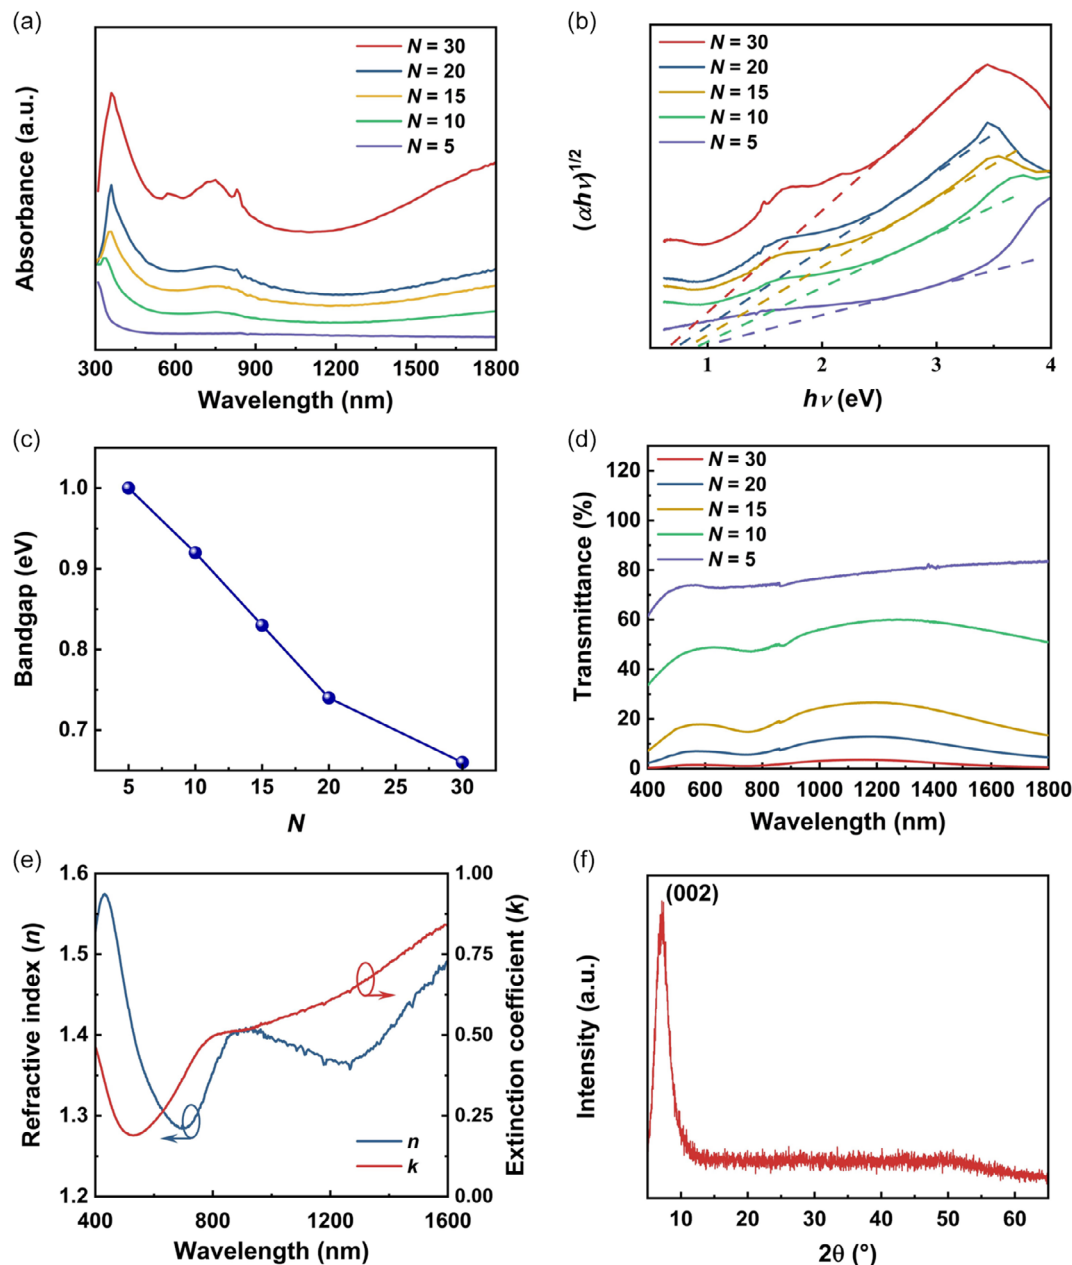 (a)
N = 30
N = 20
N = 15
N = 10
N = 5
Absorbance (a.u.)
300 600 900 1200 1500 1800
Wavelength (nm)
(b)
N = 30
N = 20
N = 15
N = 10
N = 5
(αhν)1/2
1 2 3 4
hν (eV)
(c)
1.0
0.9
0.8
0.7
Bandgap (eV)
5 10 15 20 25 30
N
(d)
N = 30
N = 20
N = 15
N = 10
N = 5
120
100
80
60
40
20
0
Transmittance (%)
400 600 800 1000 1200 1400 1600 1800
Wavelength (nm)
(e)
1.6
1.5
1.4
1.3
1.2
Refractive index (n)
1.00
0.75
0.50
0.25
0.00
Extinction coefficient (k)
n
k
400 800 1200 1600
Wavelength (nm)
(f)
(002)
Intensity (a.u.)
10 20 30 40 50 60
2θ (°)